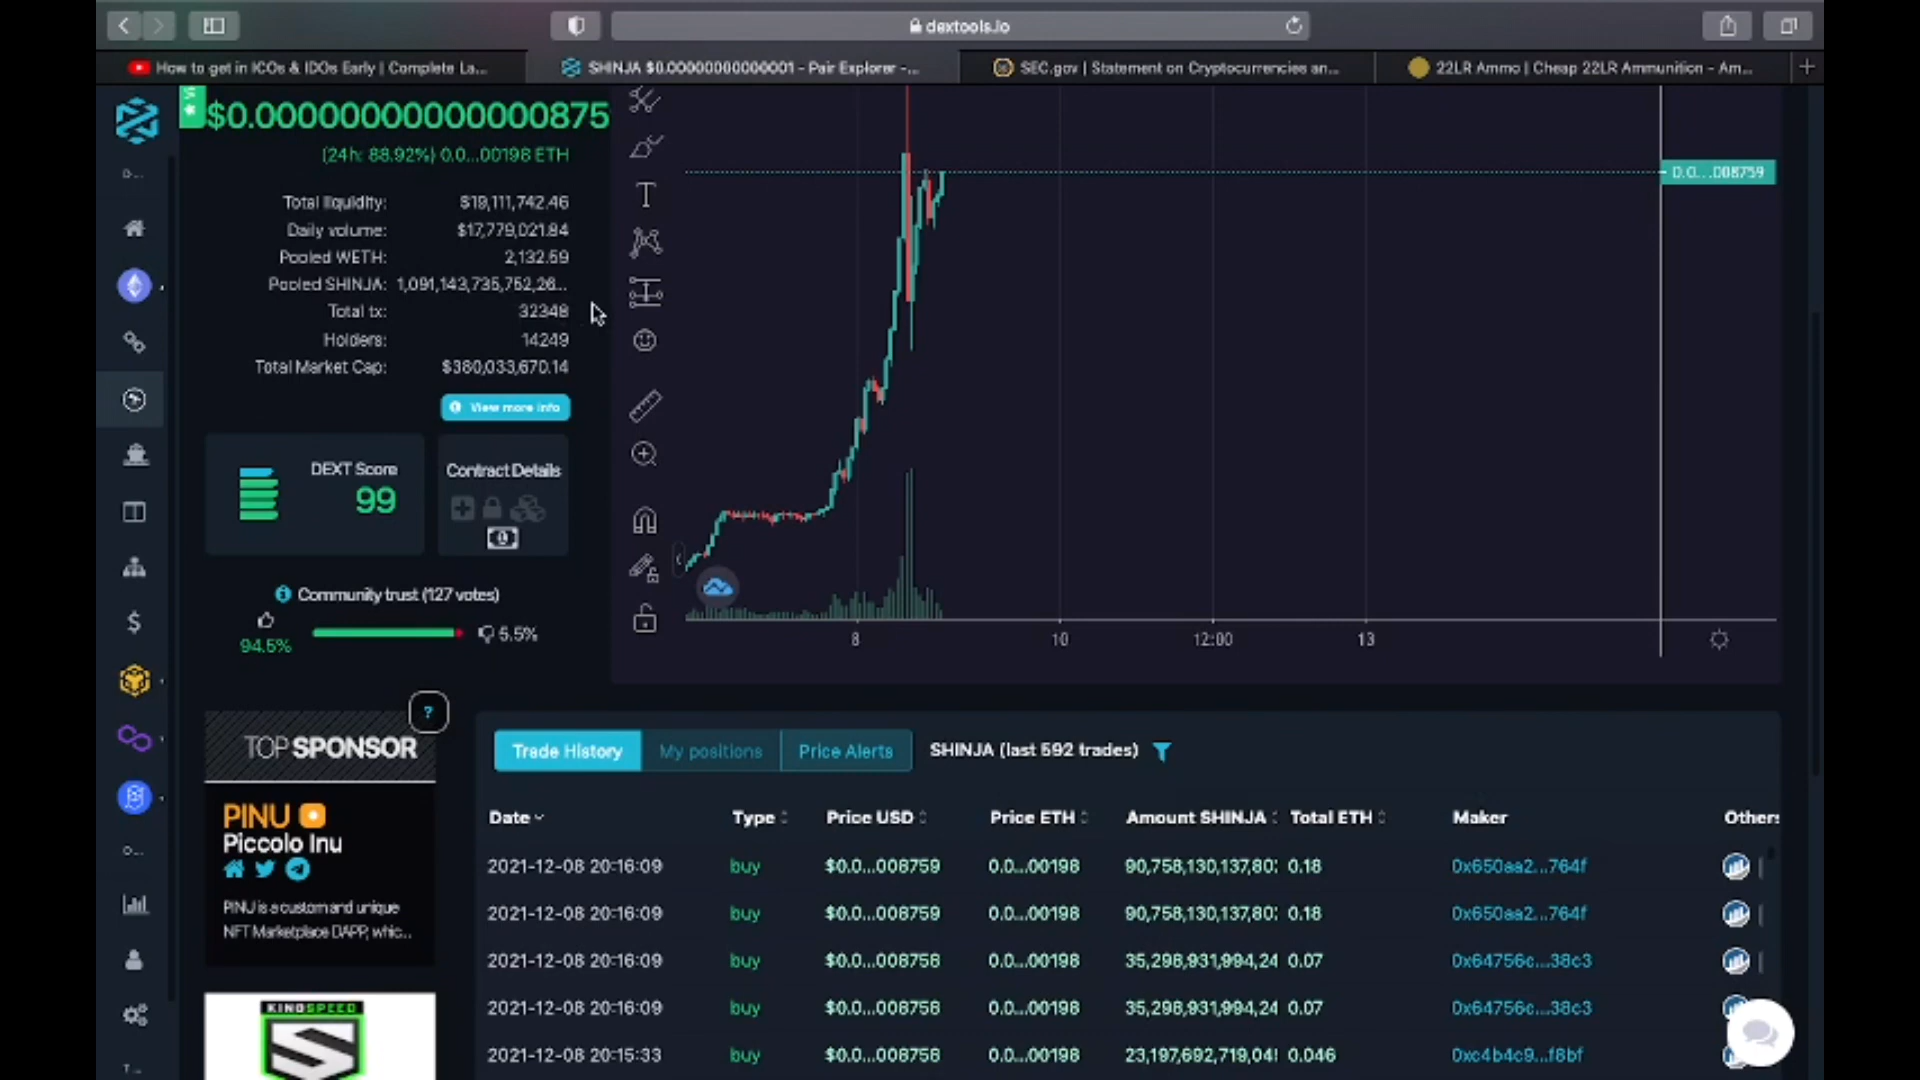 dextools.io
How to get in ICOs & IDOs Early | Complete La...
SHINJA $0.00000000000001 - Pair Explorer -...
SEC.gov | Statement on Cryptocurrencies an...
22LR Ammo | Cheap 22LR Ammunition - Am...
$0.00000000000000875
(24h: 88.92%) 0.0...00198 ETH
Total liquidity: $19,111,742.46
Daily volume: $17,779,021.84
Pooled WETH: 2,132.59
Pooled SHINJA: 1,091,143,735,752,26...
Total tx: 32348
Holders: 14249
Total Market Cap: $380,033,670.14
View more info
DEXT Score
99
Contract Details
Community trust (127 votes)
94.5%
5.5%
0.0...008759
8 10 12:00 13
TOP SPONSOR
?
PINU
Piccolo Inu
PINU is a custom and unique
NFT Marketplace DAPP, whic...
KINGSPEED
Trade History My positions Price Alerts SHINJA (last 592 trades)
Date Type Price USD Price ETH Amount SHINJA Total ETH Maker Others
2021-12-08 20:16:09 buy $0.0...008759 0.0...00198 90,758,130,137,80 0.18 0x650aa2...764f
2021-12-08 20:16:09 buy $0.0...008759 0.0...00198 90,758,130,137,80 0.18 0x650aa2...764f
2021-12-08 20:16:09 buy $0.0...008758 0.0...00198 35,298,931,994,24 0.07 0x64756c...38c3
2021-12-08 20:16:09 buy $0.0...008758 0.0...00198 35,298,931,994,24 0.07 0x64756c...38c3
2021-12-08 20:15:33 buy $0.0...008758 0.0...00198 23,197,692,719,04 0.046 0xc4b4c9...f8bf